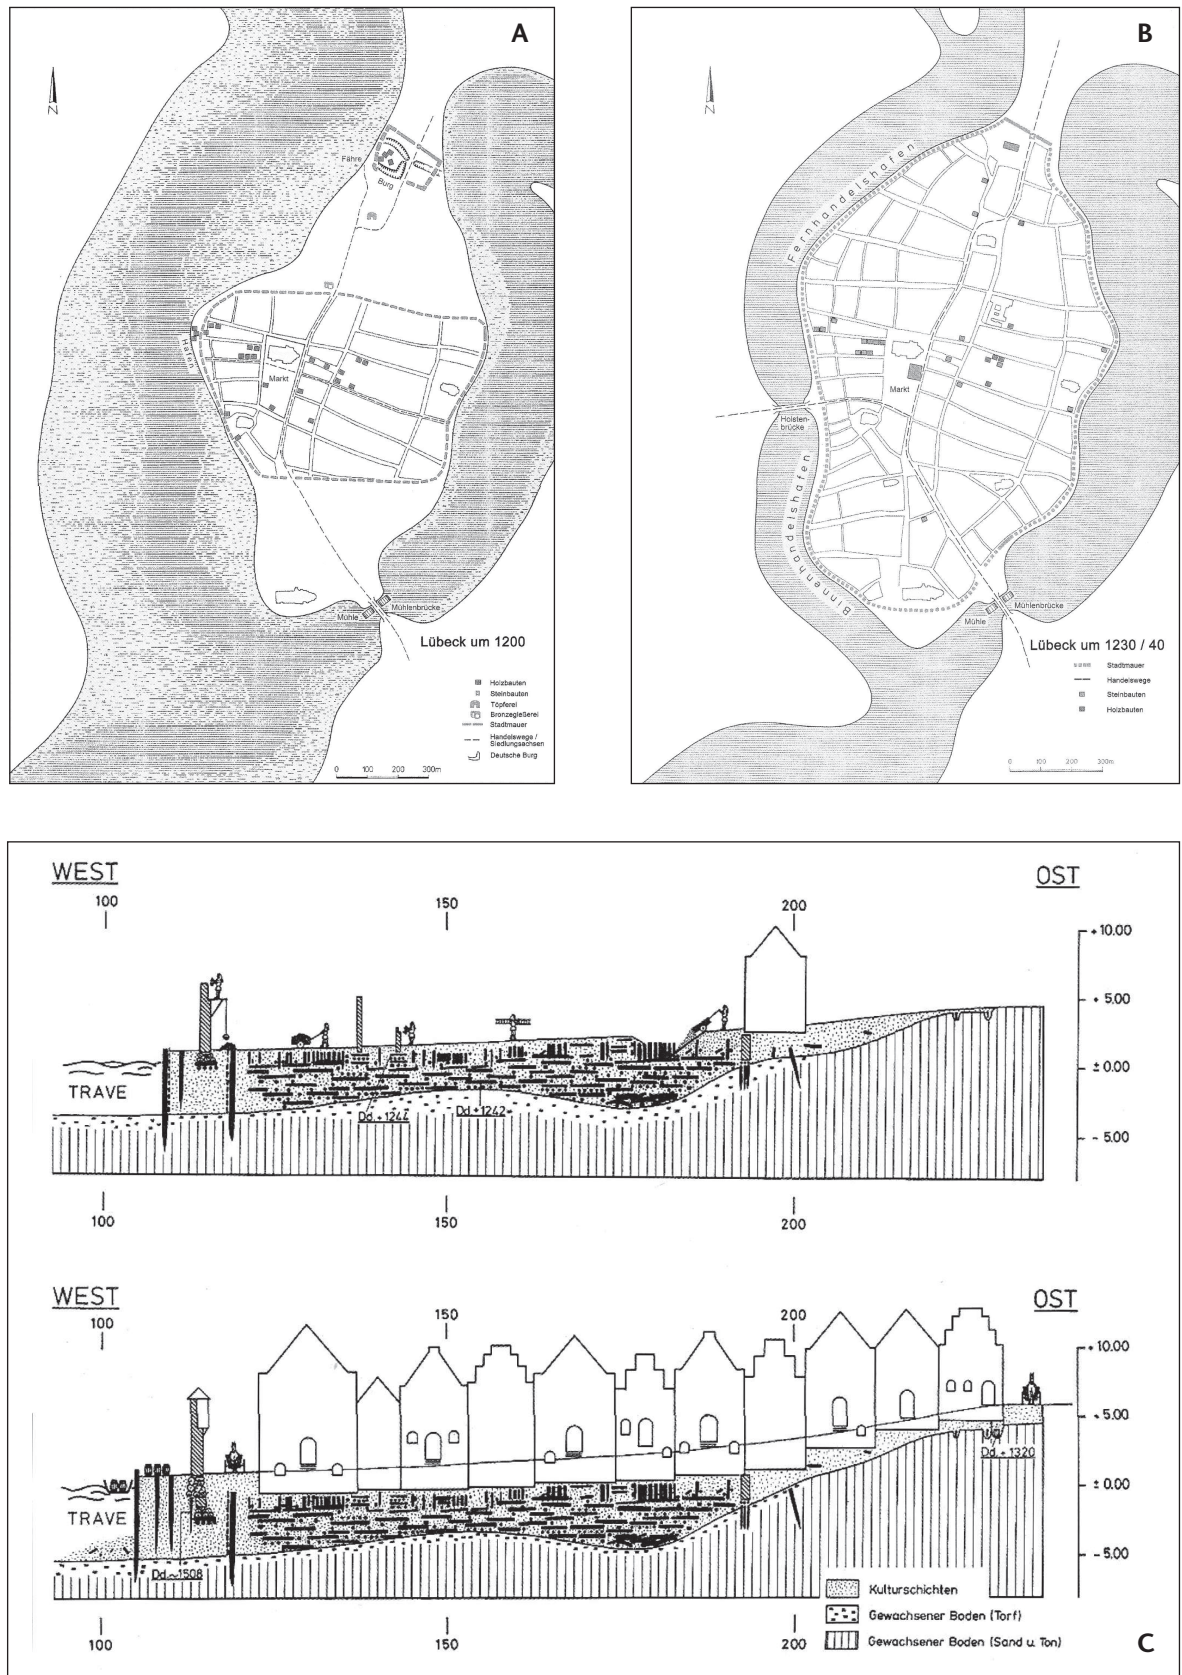 A
N
Fähre
Burg
Hafen
Markt
Mühle
Mühlenbrücke
Lübeck um 1200
Holzbauten
Steinbauten
Töpferei
Bronzegießerei
Stadtmauer
Handelswege /
Siedlungsachsen
Deutsche Burg
0 100 200 300m
B
N
Fernhandelshafen
Markt
Holsten-
brücke
Binnenhandelshafen
Mühle
Mühlenbrücke
Lübeck um 1230 / 40
Stadtmauer
Handelswege
Steinbauten
Holzbauten
0 100 200 300m
WEST
OST
100
150
200
+ 10.00
+ 5.00
± 0.00
- 5.00
TRAVE
Dd. + 1244
Dd. + 1242
100
150
200
WEST
OST
100
150
200
+ 10.00
+ 5.00
± 0.00
- 5.00
TRAVE
Dd. ~ 1508
Dd. + 1320
Kulturschichten
Gewachsener Boden (Torf)
Gewachsener Boden (Sand u. Ton)
100
150
200
C